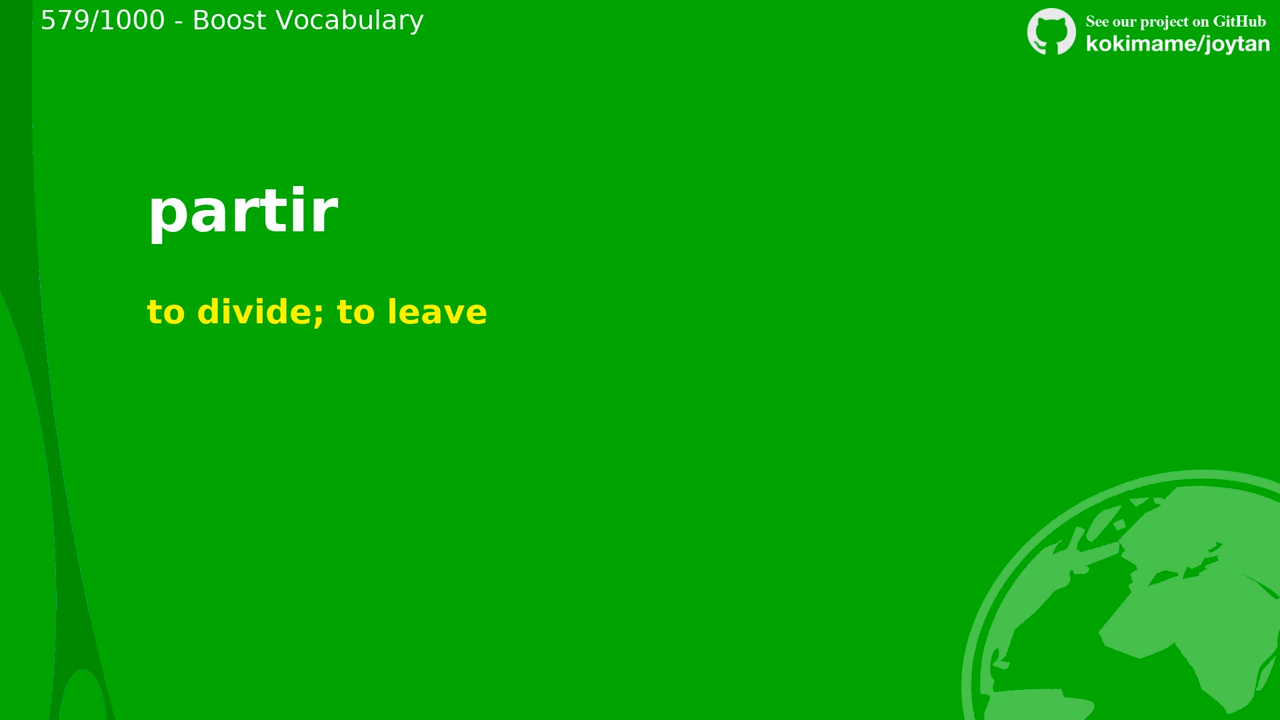 579/1000 - Boost Vocabulary
See our project on GitHub
kokimame/joytan
partir
to divide; to leave